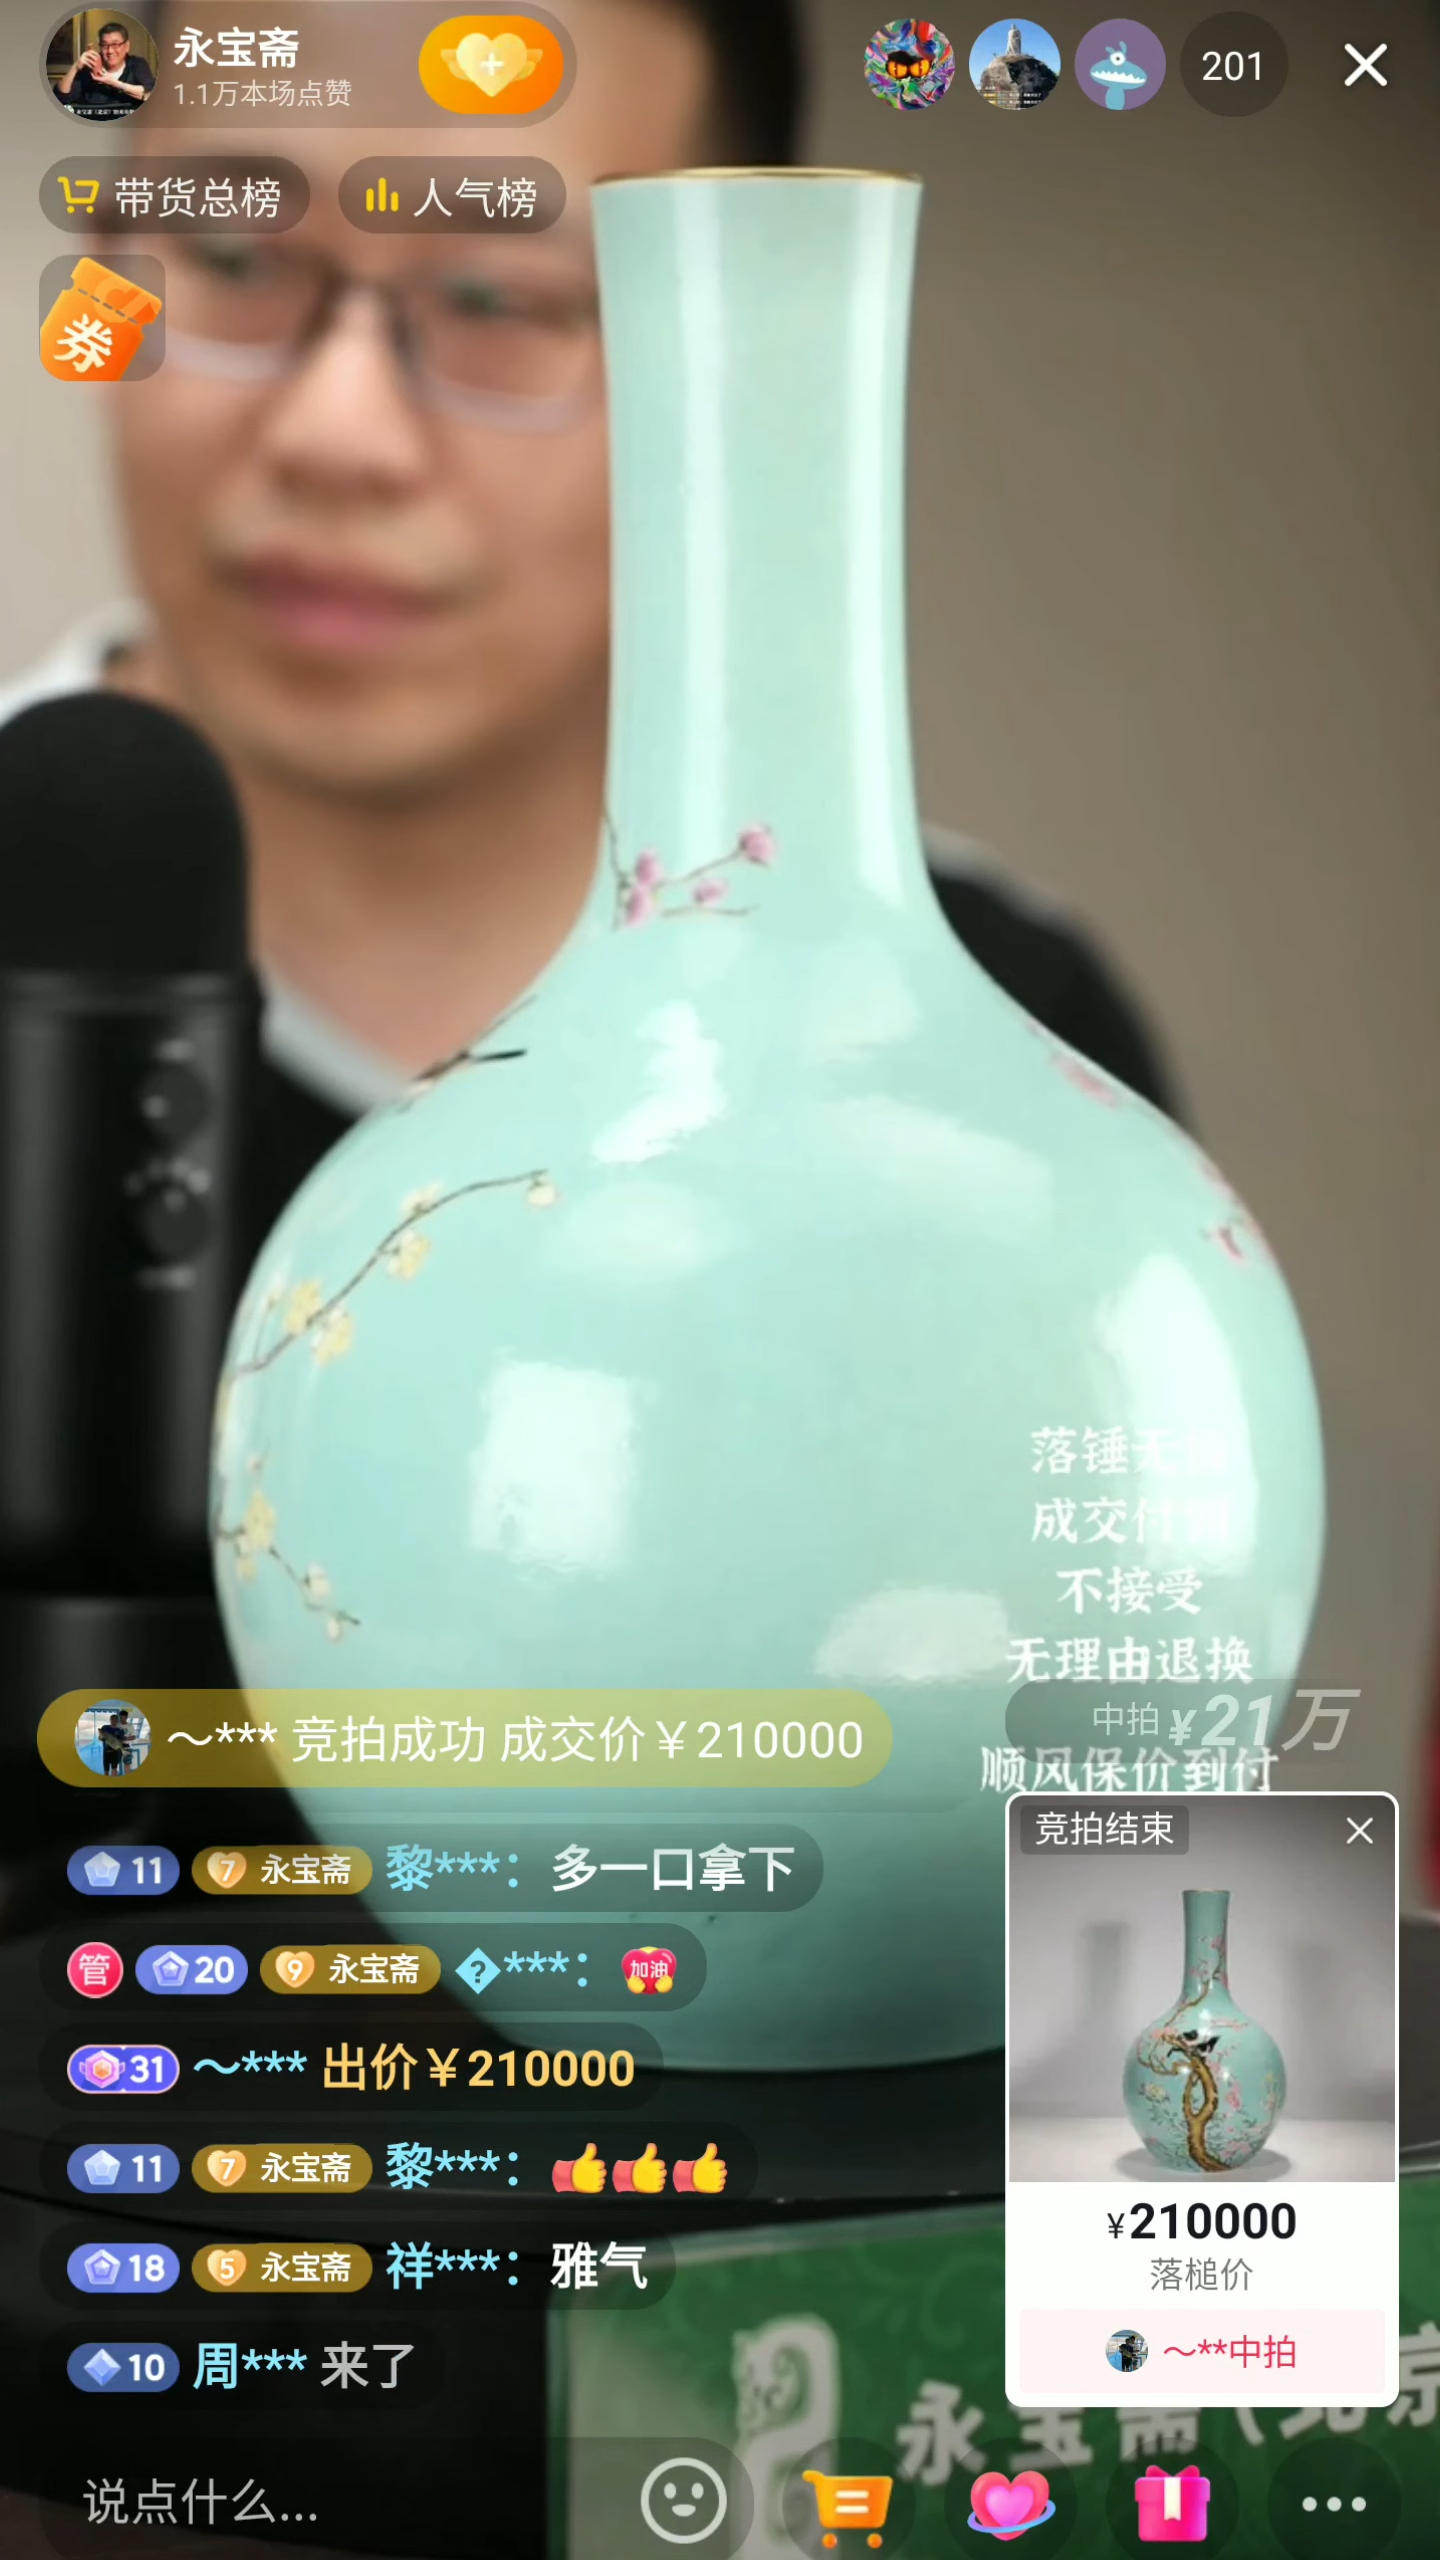 永宝斋
1.1万本场点赞
201
带货总榜
人气榜
券
落锤无
成交付
不接受
无理由退换
中拍 ¥21万
顺风保价到付
～*** 竞拍成功 成交价￥210000
11 7 永宝斋 黎***： 多一口拿下
管 20 9 永宝斋 �***： 加油
31 ～*** 出价￥210000
11 7 永宝斋 黎***： 👍👍👍
18 5 永宝斋 祥***： 雅气
10 周*** 来了
竞拍结束
¥210000
落槌价
～**中拍
永宝斋（北京
说点什么...